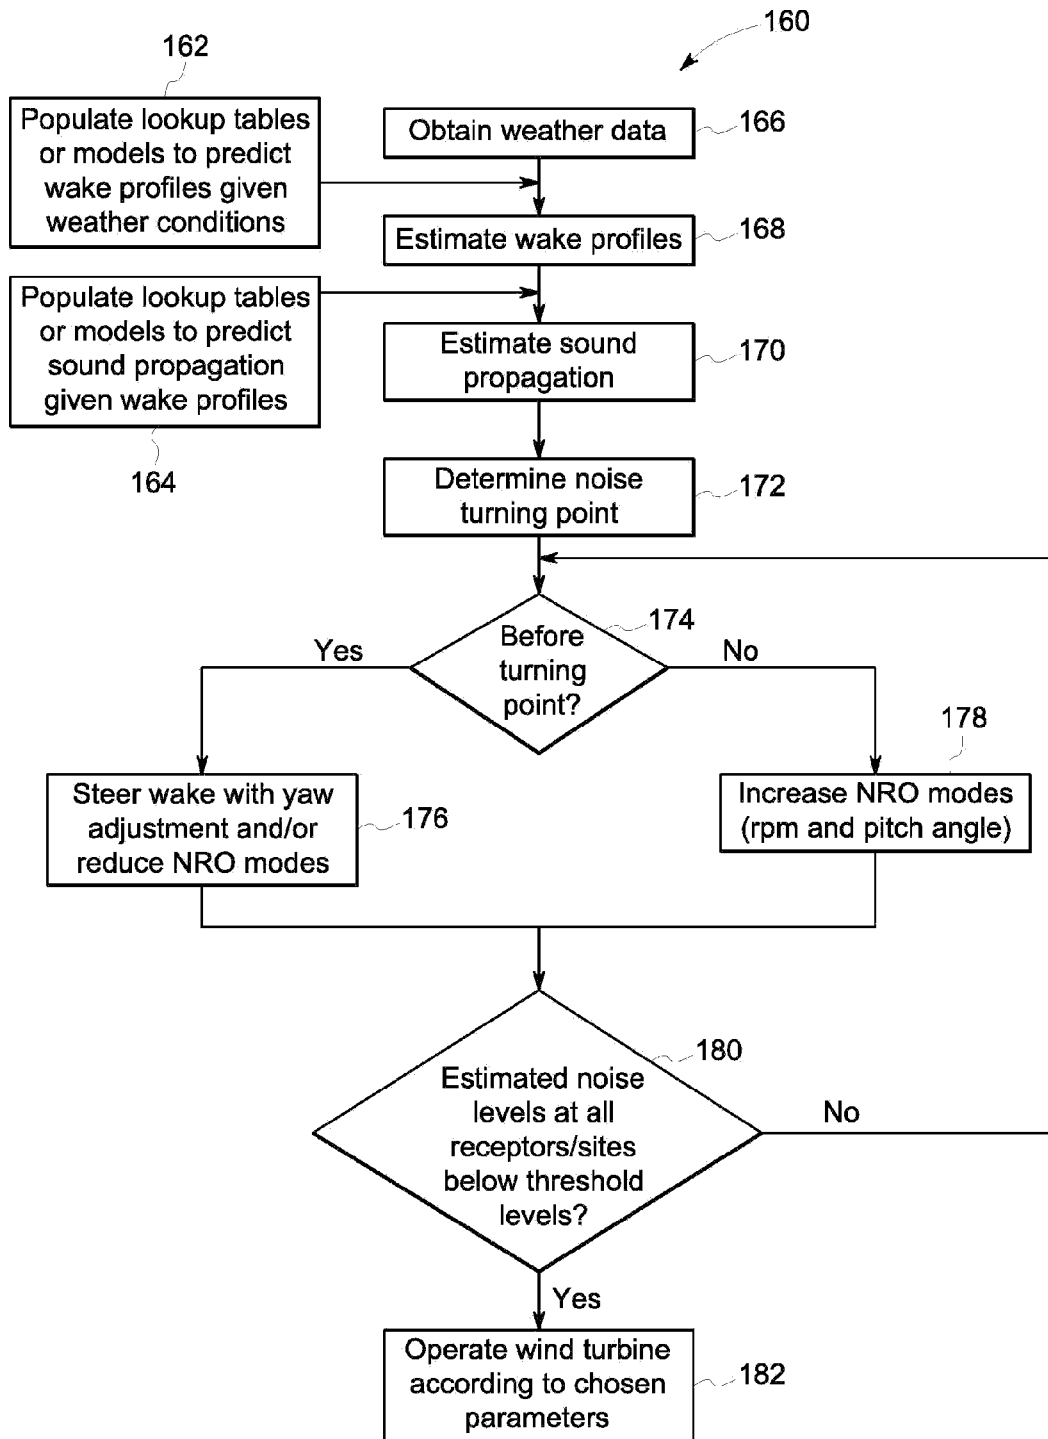 160
162
Populate lookup tables
or models to predict
wake profiles given
weather conditions
Obtain weather data
166
Estimate wake profiles
168
Populate lookup tables
or models to predict
sound propagation
given wake profiles
164
Estimate sound
propagation
170
Determine noise
turning point
172
Before
turning
point?
174
Yes
No
Steer wake with yaw
adjustment and/or
reduce NRO modes
176
178
Increase NRO modes
(rpm and pitch angle)
Estimated noise
levels at all
receptors/sites
below threshold
levels?
180
No
Yes
Operate wind turbine
according to chosen
parameters
182